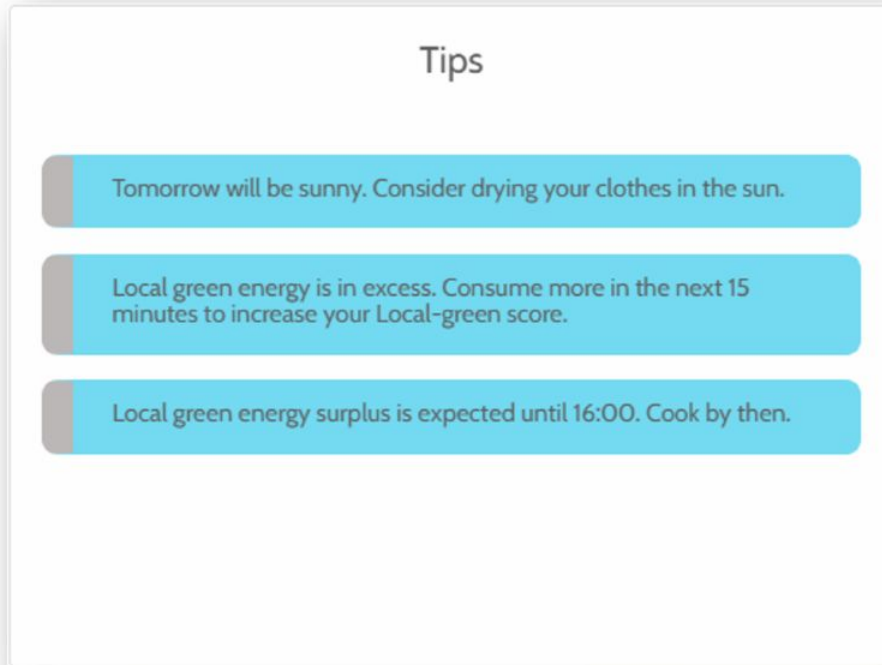 Tips
Tomorrow will be sunny. Consider drying your clothes in the sun.
Local green energy is in excess. Consume more in the next 15
minutes to increase your Local-green score.
Local green energy surplus is expected until 16:00. Cook by then.